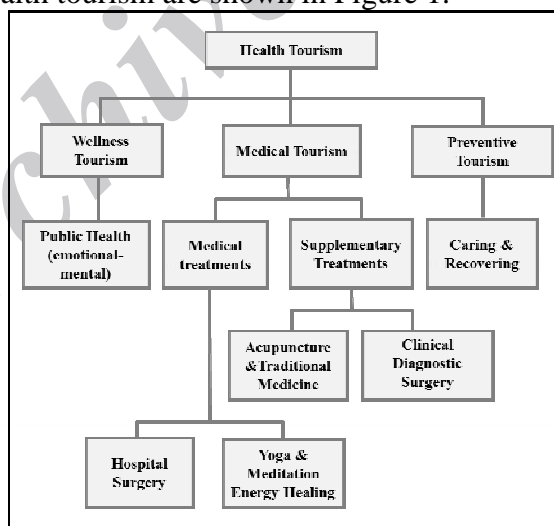 alth tourism are shown in Figure 1.
Health Tourism
Wellness
Tourism
Medical Tourism
Preventive
Tourism
Public Health
(emotional-
mental)
Medical
treatments
Supplementary
Treatments
Caring &
Recovering
Acupuncture
&Traditional
Medicine
Clinical
Diagnostic
Surgery
Hospital
Surgery
Yoga &
Meditation
Energy Healing